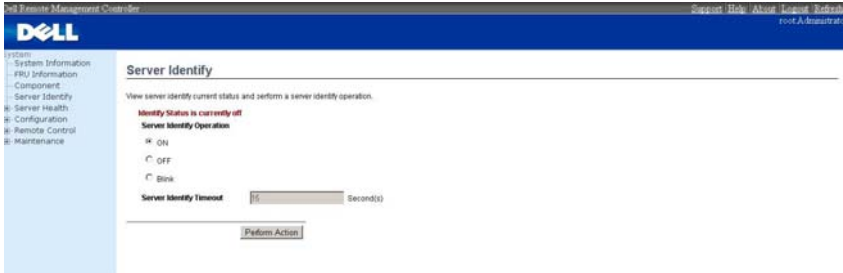 Dell Remote Management Controller
Support Help About Logout Refresh
root:Administrato
DELL
System
System Information
FRU Information
Component
Server Identify
Server Health
Configuration
Remote Control
Maintenance
Server Identify
View server identify current status and perform a server identify operation.
Identify Status is currently off
Server Identify Operation
ON
OFF
Blink
Server Identify Timeout 15 Second(s)
Perform Action